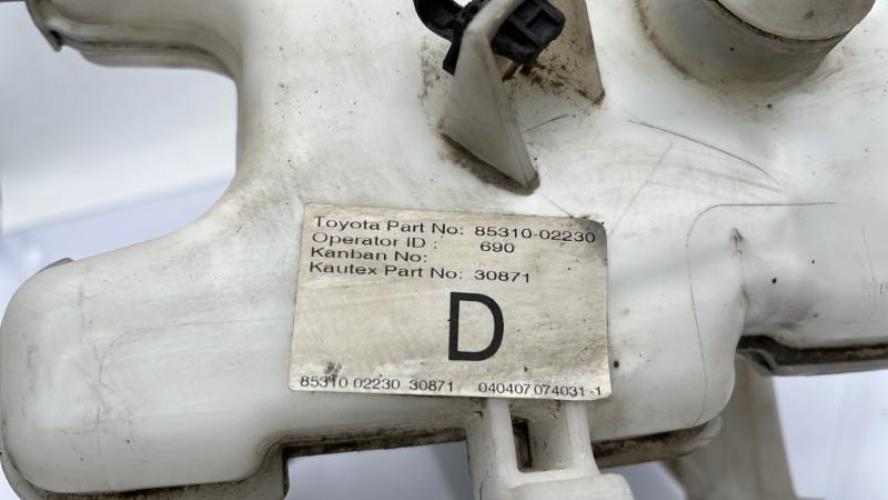 Toyota Part No: 85310-02230
Operator ID : 690
Kanban No:
Kautex Part No: 30871
D
85310-02230 30871 040407 074031 -1